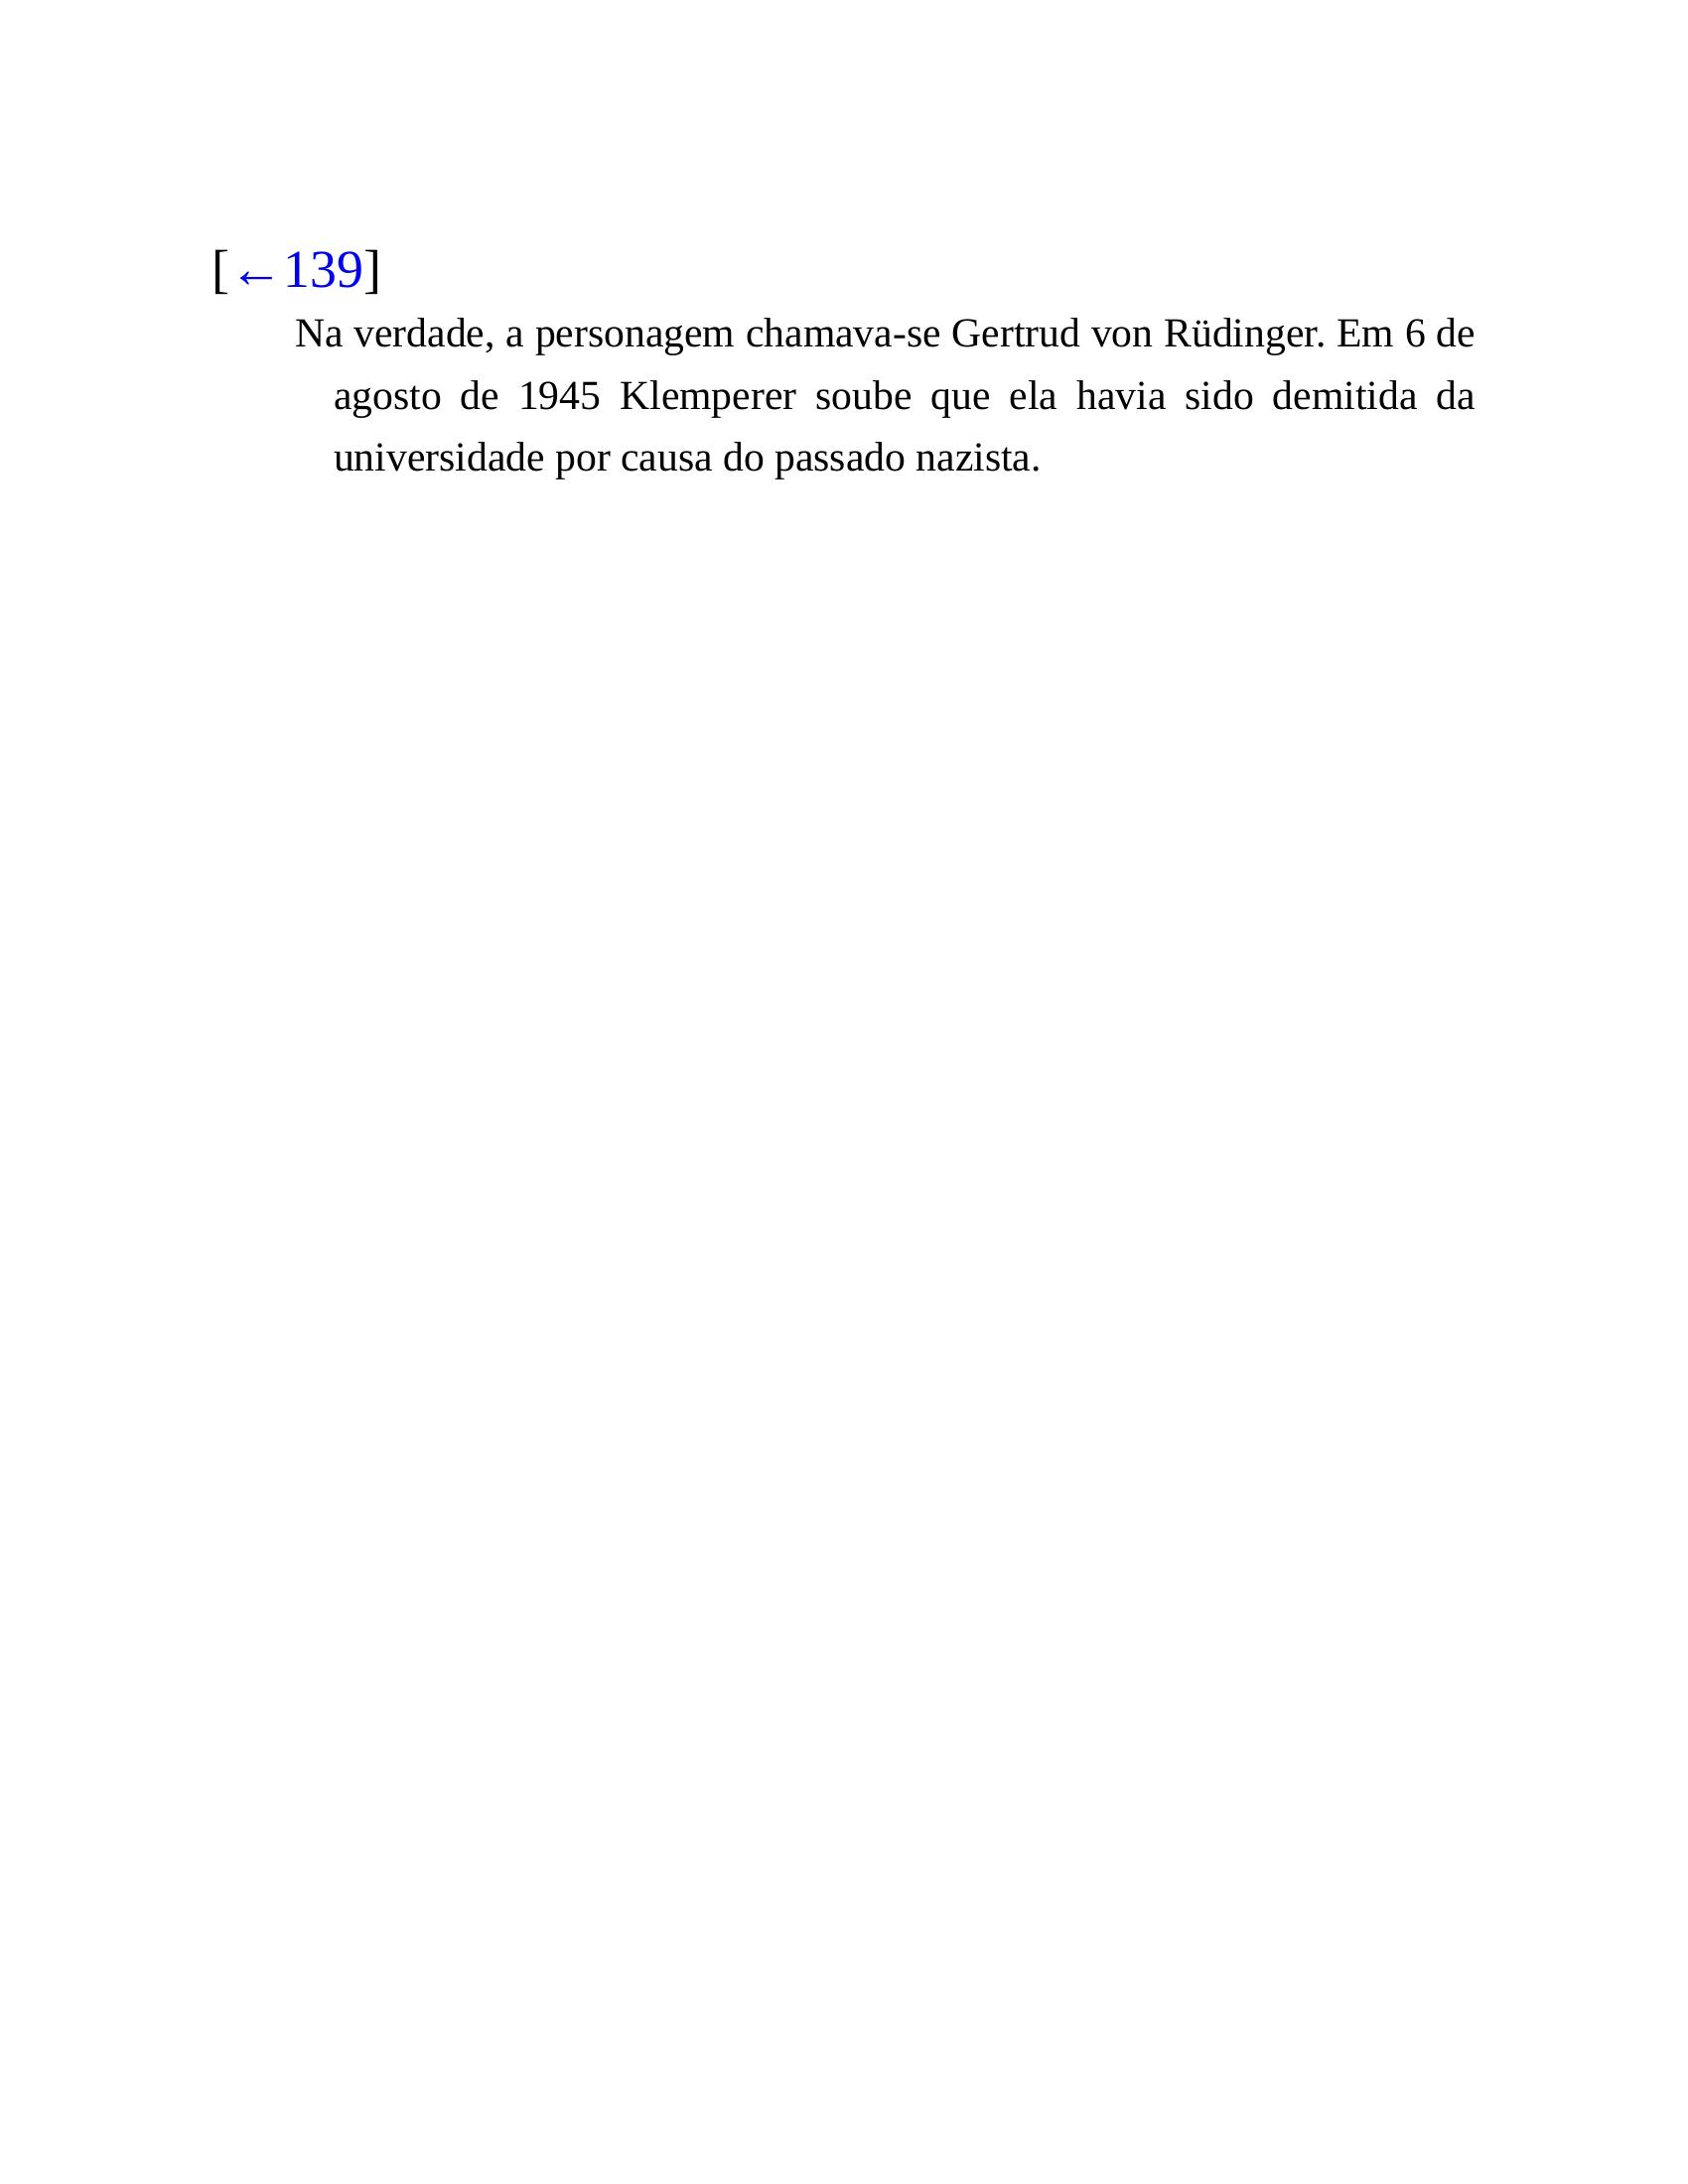 [←139]
Na verdade, a personagem chamava-se Gertrud von Rüdinger. Em 6 de
agosto de 1945 Klemperer soube que ela havia sido demitida da
universidade por causa do passado nazista.